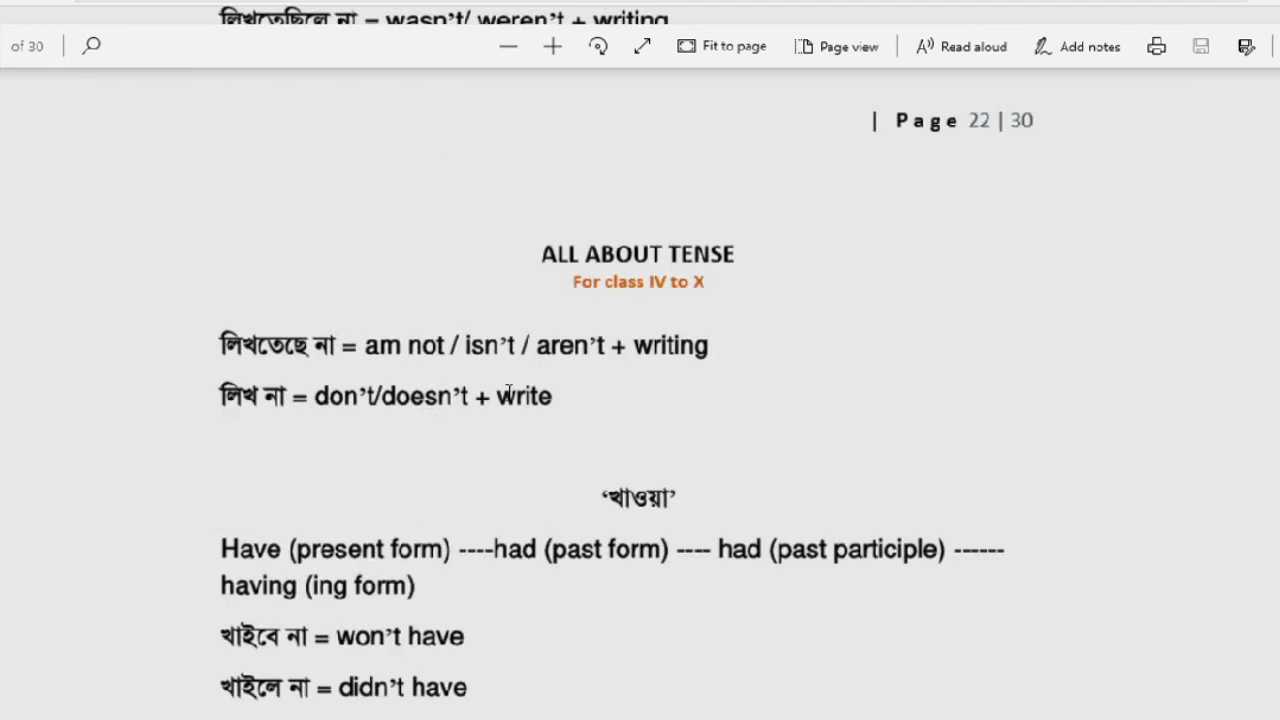 লিখতেছিলে না = wasn't/ weren't + writing
of 30 Fit to page Page view Read aloud Add notes
| Page 22 | 30
ALL ABOUT TENSE
For class IV to X
লিখতেছে না = am not / isn't / aren't + writing
লিখ না = don't/doesn't + write
‘খাওয়া’
Have (present form) ----had (past form) ---- had (past participle) ------
having (ing form)
খাইবে না = won't have
খাইলে না = didn't have